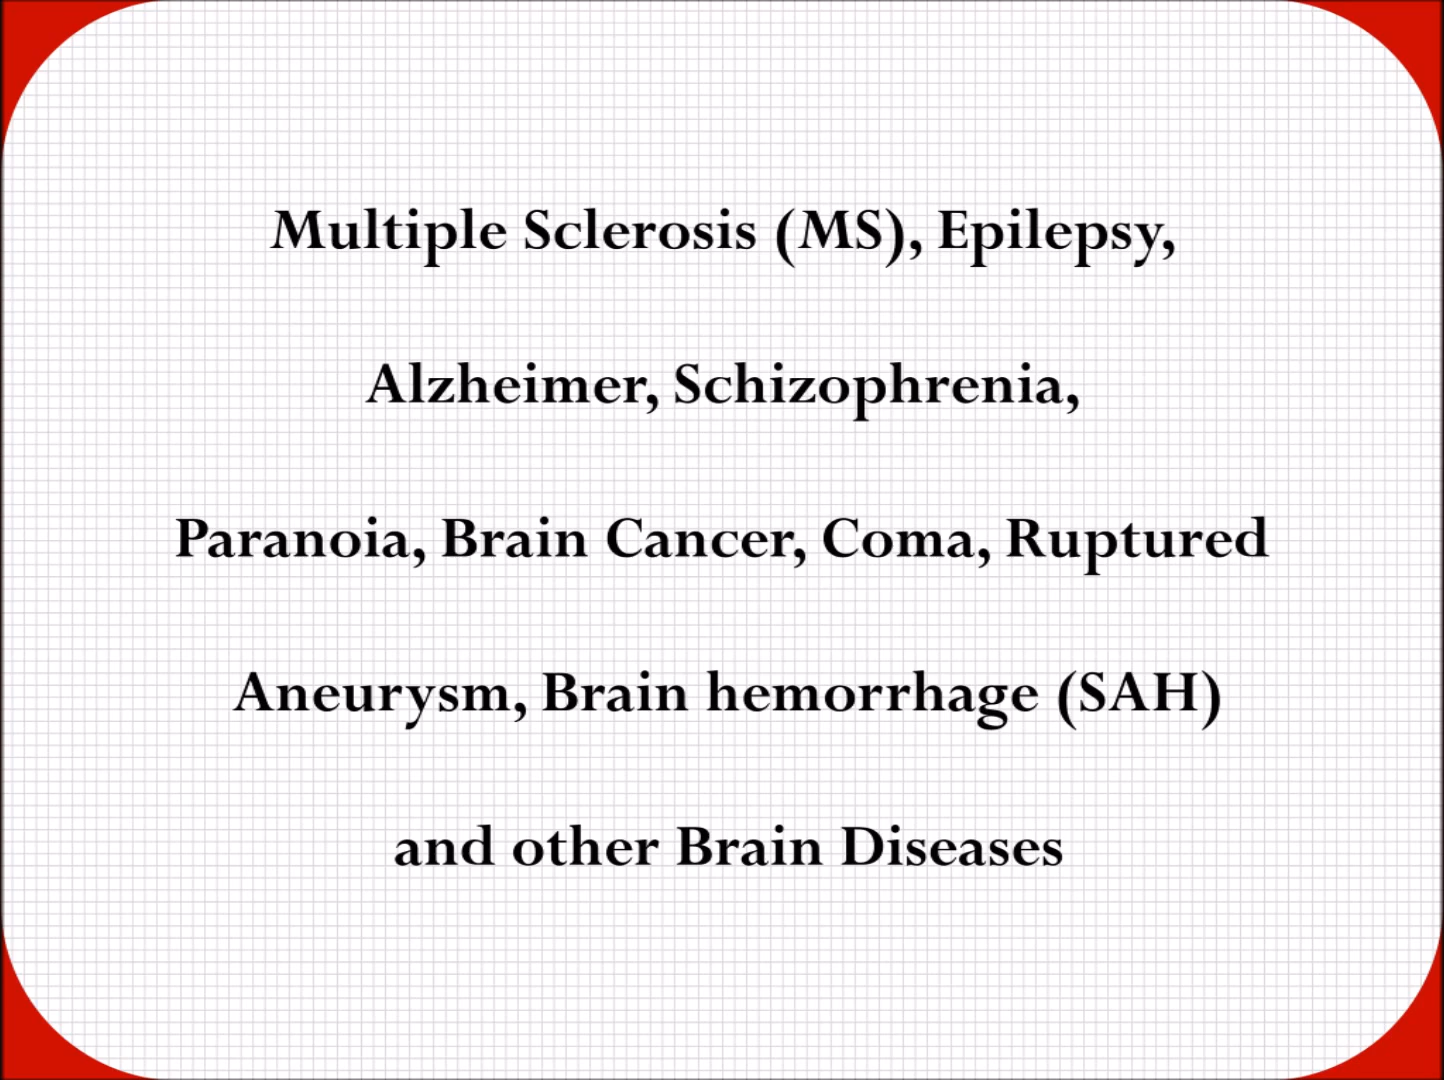 Multiple Sclerosis (MS), Epilepsy,
Alzheimer, Schizophrenia,
Paranoia, Brain Cancer, Coma, Ruptured
Aneurysm, Brain hemorrhage (SAH)
and other Brain Diseases